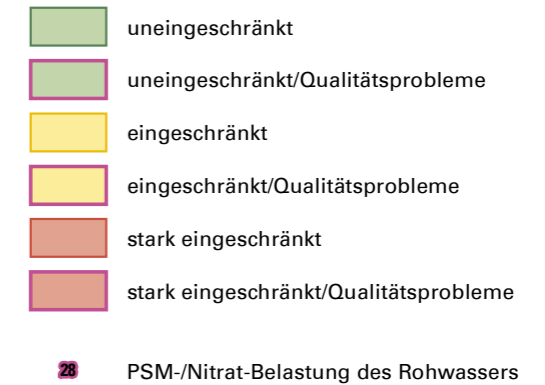 uneingeschränkt
uneingeschränkt/Qualitätsprobleme
eingeschränkt
eingeschränkt/Qualitätsprobleme
stark eingeschränkt
stark eingeschränkt/Qualitätsprobleme
28 PSM-/Nitrat-Belastung des Rohwassers